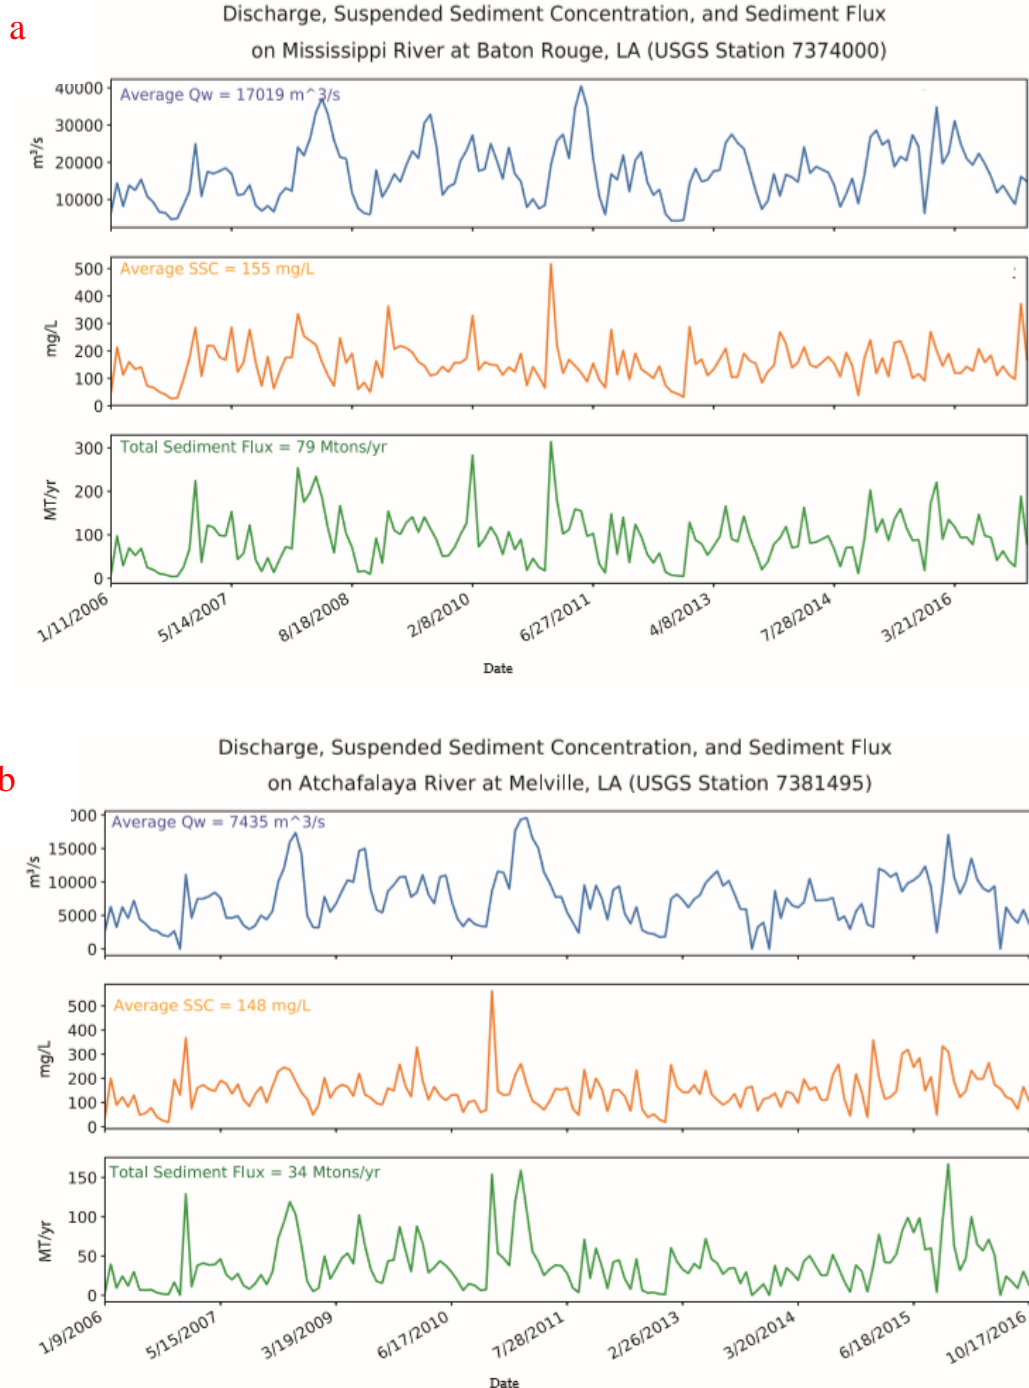 a
Discharge, Suspended Sediment Concentration, and Sediment Flux
on Mississippi River at Baton Rouge, LA (USGS Station 7374000)
Average Qw = 17019 m^3/s
40000
30000
20000
10000
m³/s
Average SSC = 155 mg/L
500
400
300
200
100
0
mg/L
Total Sediment Flux = 79 Mtons/yr
300
200
100
0
MT/yr
1/11/2006
5/14/2007
8/18/2008
2/8/2010
6/27/2011
4/8/2013
7/28/2014
3/21/2016
Date
b
Discharge, Suspended Sediment Concentration, and Sediment Flux
on Atchafalaya River at Melville, LA (USGS Station 7381495)
Average Qw = 7435 m^3/s
000
15000
10000
5000
0
m³/s
Average SSC = 148 mg/L
500
400
300
200
100
0
mg/L
Total Sediment Flux = 34 Mtons/yr
150
100
50
0
MT/yr
1/9/2006
5/15/2007
3/19/2009
6/17/2010
7/28/2011
2/26/2013
3/20/2014
6/18/2015
10/17/2016
Date